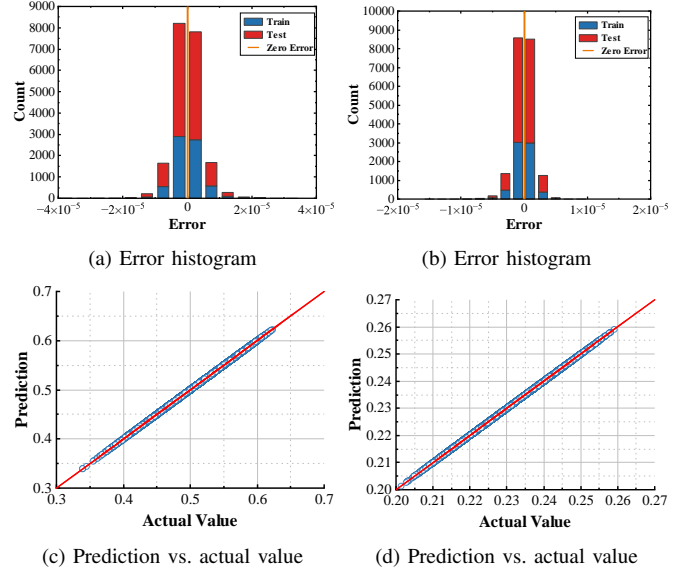 9000
8000
7000
6000
5000
4000
3000
2000
1000
0
Count
Train
Test
Zero Error
−4×10⁻⁵ −2×10⁻⁵ 0 2×10⁻⁵ 4×10⁻⁵
Error
(a) Error histogram
10000
9000
8000
7000
6000
5000
4000
3000
2000
1000
0
Count
Train
Test
Zero Error
−2×10⁻⁵ −1×10⁻⁵ 0 1×10⁻⁵ 2×10⁻⁵
Error
(b) Error histogram
0.7
0.6
0.5
0.4
0.3
Prediction
0.3 0.4 0.5 0.6 0.7
Actual Value
(c) Prediction vs. actual value
0.27
0.26
0.25
0.24
0.23
0.22
0.21
0.20
Prediction
0.20 0.21 0.22 0.23 0.24 0.25 0.26 0.27
Actual Value
(d) Prediction vs. actual value